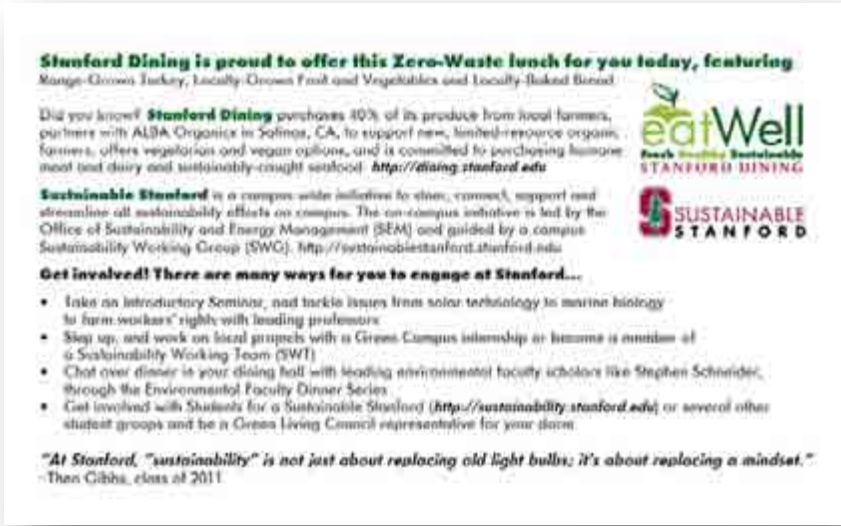 Stanford Dining is proud to offer this Zero-Waste lunch for you today, featuring
Range-Grown Turkey, Locally-Grown Fruit and Vegetables and Locally-Baked Bread
Did you know? Stanford Dining purchases 40% of its produce from local farmers,
partners with ALBA Organics in Salinas, CA, to support new, limited-resource organic
farmers, offers vegetarian and vegan options, and is committed to purchasing humane
meat and dairy and sustainably-caught seafood. http://dining.stanford.edu
eatWell
Fresh Healthy Sustainable
STANFORD DINING
Sustainable Stanford is a campus-wide initiative to steer, connect, support and
streamline all sustainability efforts on campus. The on-campus initiative is led by the
Office of Sustainability and Energy Management (SEM) and guided by a campus
Sustainability Working Group (SWG). http://sustainablestanford.stanford.edu
S SUSTAINABLE
STANFORD
Get involved! There are many ways for you to engage at Stanford...
• Take an Introductory Seminar, and tackle issues from solar technology to marine biology
to farm workers' rights with leading professors
• Step up, and work on local projects with a Green Campus internship or become a member of
a Sustainability Working Team (SWT)
• Chat over dinner in your dining hall with leading environmental faculty scholars like Stephen Schneider,
through the Environmental Faculty Dinner Series
• Get involved with Students for a Sustainable Stanford (http://sustainability.stanford.edu) or several other
student groups and be a Green Living Council representative for your dorm
"At Stanford, "sustainability" is not just about replacing old light bulbs; it's about replacing a mindset."
-Theo Gibbs, class of 2011